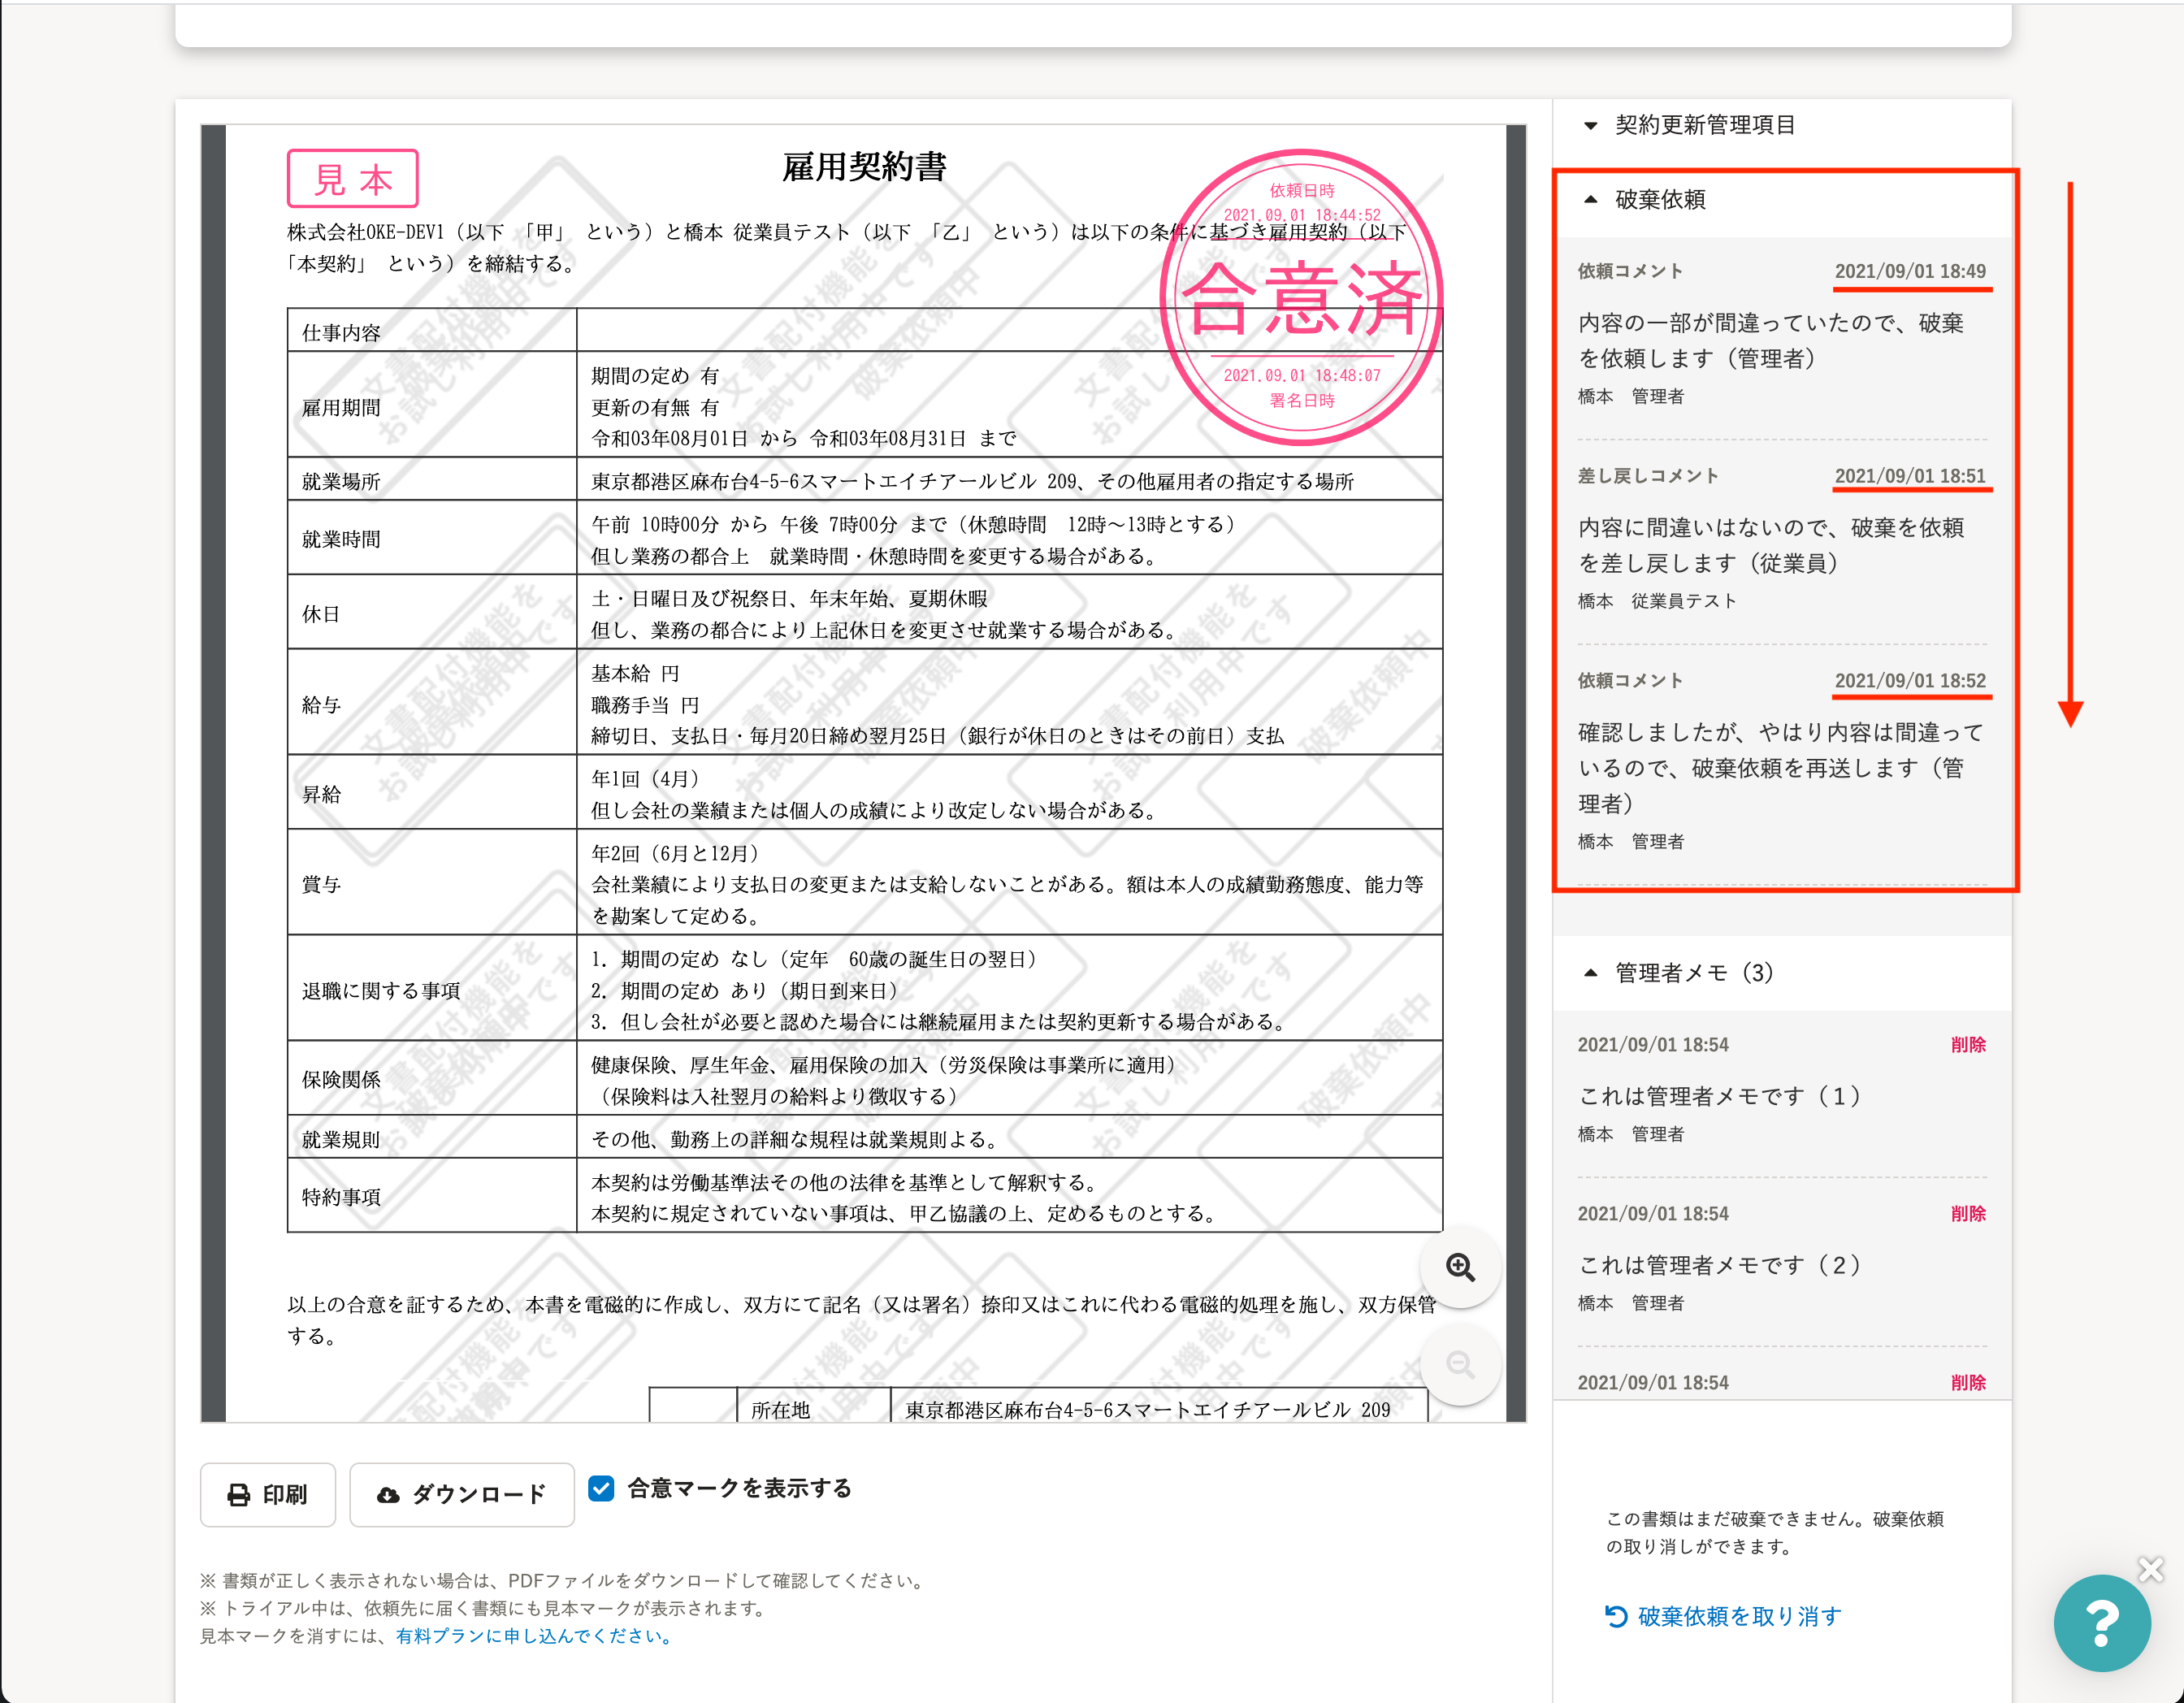 見本
雇用契約書
依頼日時
2021.09.01 18:44:52
合意済
2021.09.01 18:48:07
署名日時
株式会社OKE-DEV1（以下 「甲」 という）と橋本 従業員テスト（以下 「乙」 という）は以下の条件に基づき雇用契約（以下
「本契約」 という）を締結する。
仕事内容
雇用期間
期間の定め 有
更新の有無 有
令和03年08月01日 から 令和03年08月31日 まで
就業場所
東京都港区麻布台4-5-6スマートエイチアールビル 209、その他雇用者の指定する場所
就業時間
午前 10時00分 から 午後 7時00分 まで（休憩時間　12時～13時とする）
但し業務の都合上　就業時間・休憩時間を変更する場合がある。
休日
土・日曜日及び祝祭日、年末年始、夏期休暇
但し、業務の都合により上記休日を変更させ就業する場合がある。
給与
基本給 円
職務手当 円
締切日、支払日・毎月20日締め翌月25日（銀行が休日のときはその前日）支払
昇給
年1回（4月）
但し会社の業績または個人の成績により改定しない場合がある。
賞与
年2回（6月と12月）
会社業績により支払日の変更または支給しないことがある。額は本人の成績勤務態度、能力等
を勘案して定める。
退職に関する事項
1. 期間の定め なし（定年　60歳の誕生日の翌日）
2. 期間の定め あり（期日到来日）
3. 但し会社が必要と認めた場合には継続雇用または契約更新する場合がある。
保険関係
健康保険、厚生年金、雇用保険の加入（労災保険は事業所に適用）
（保険料は入社翌月の給料より徴収する）
就業規則
その他、勤務上の詳細な規程は就業規則よる。
特約事項
本契約は労働基準法その他の法律を基準として解釈する。
本契約に規定されていない事項は、甲乙協議の上、定めるものとする。
以上の合意を証するため、本書を電磁的に作成し、双方にて記名（又は署名）捺印又はこれに代わる電磁的処理を施し、双方保管
する。
所在地
東京都港区麻布台4-5-6スマートエイチアールビル 209
文書配付機能を
お試し利用中です
破棄依頼中
印刷
ダウンロード
合意マークを表示する
※ 書類が正しく表示されない場合は、PDFファイルをダウンロードして確認してください。
※ トライアル中は、依頼先に届く書類にも見本マークが表示されます。
見本マークを消すには、有料プランに申し込んでください。
契約更新管理項目
破棄依頼
依頼コメント 2021/09/01 18:49
内容の一部が間違っていたので、破棄
を依頼します（管理者）
橋本　管理者
差し戻しコメント 2021/09/01 18:51
内容に間違いはないので、破棄を依頼
を差し戻します（従業員）
橋本　従業員テスト
依頼コメント 2021/09/01 18:52
確認しましたが、やはり内容は間違って
いるので、破棄依頼を再送します（管
理者）
橋本　管理者
管理者メモ（3）
2021/09/01 18:54 削除
これは管理者メモです（１）
橋本　管理者
2021/09/01 18:54 削除
これは管理者メモです（２）
橋本　管理者
2021/09/01 18:54 削除
この書類はまだ破棄できません。破棄依頼
の取り消しができます。
破棄依頼を取り消す
?